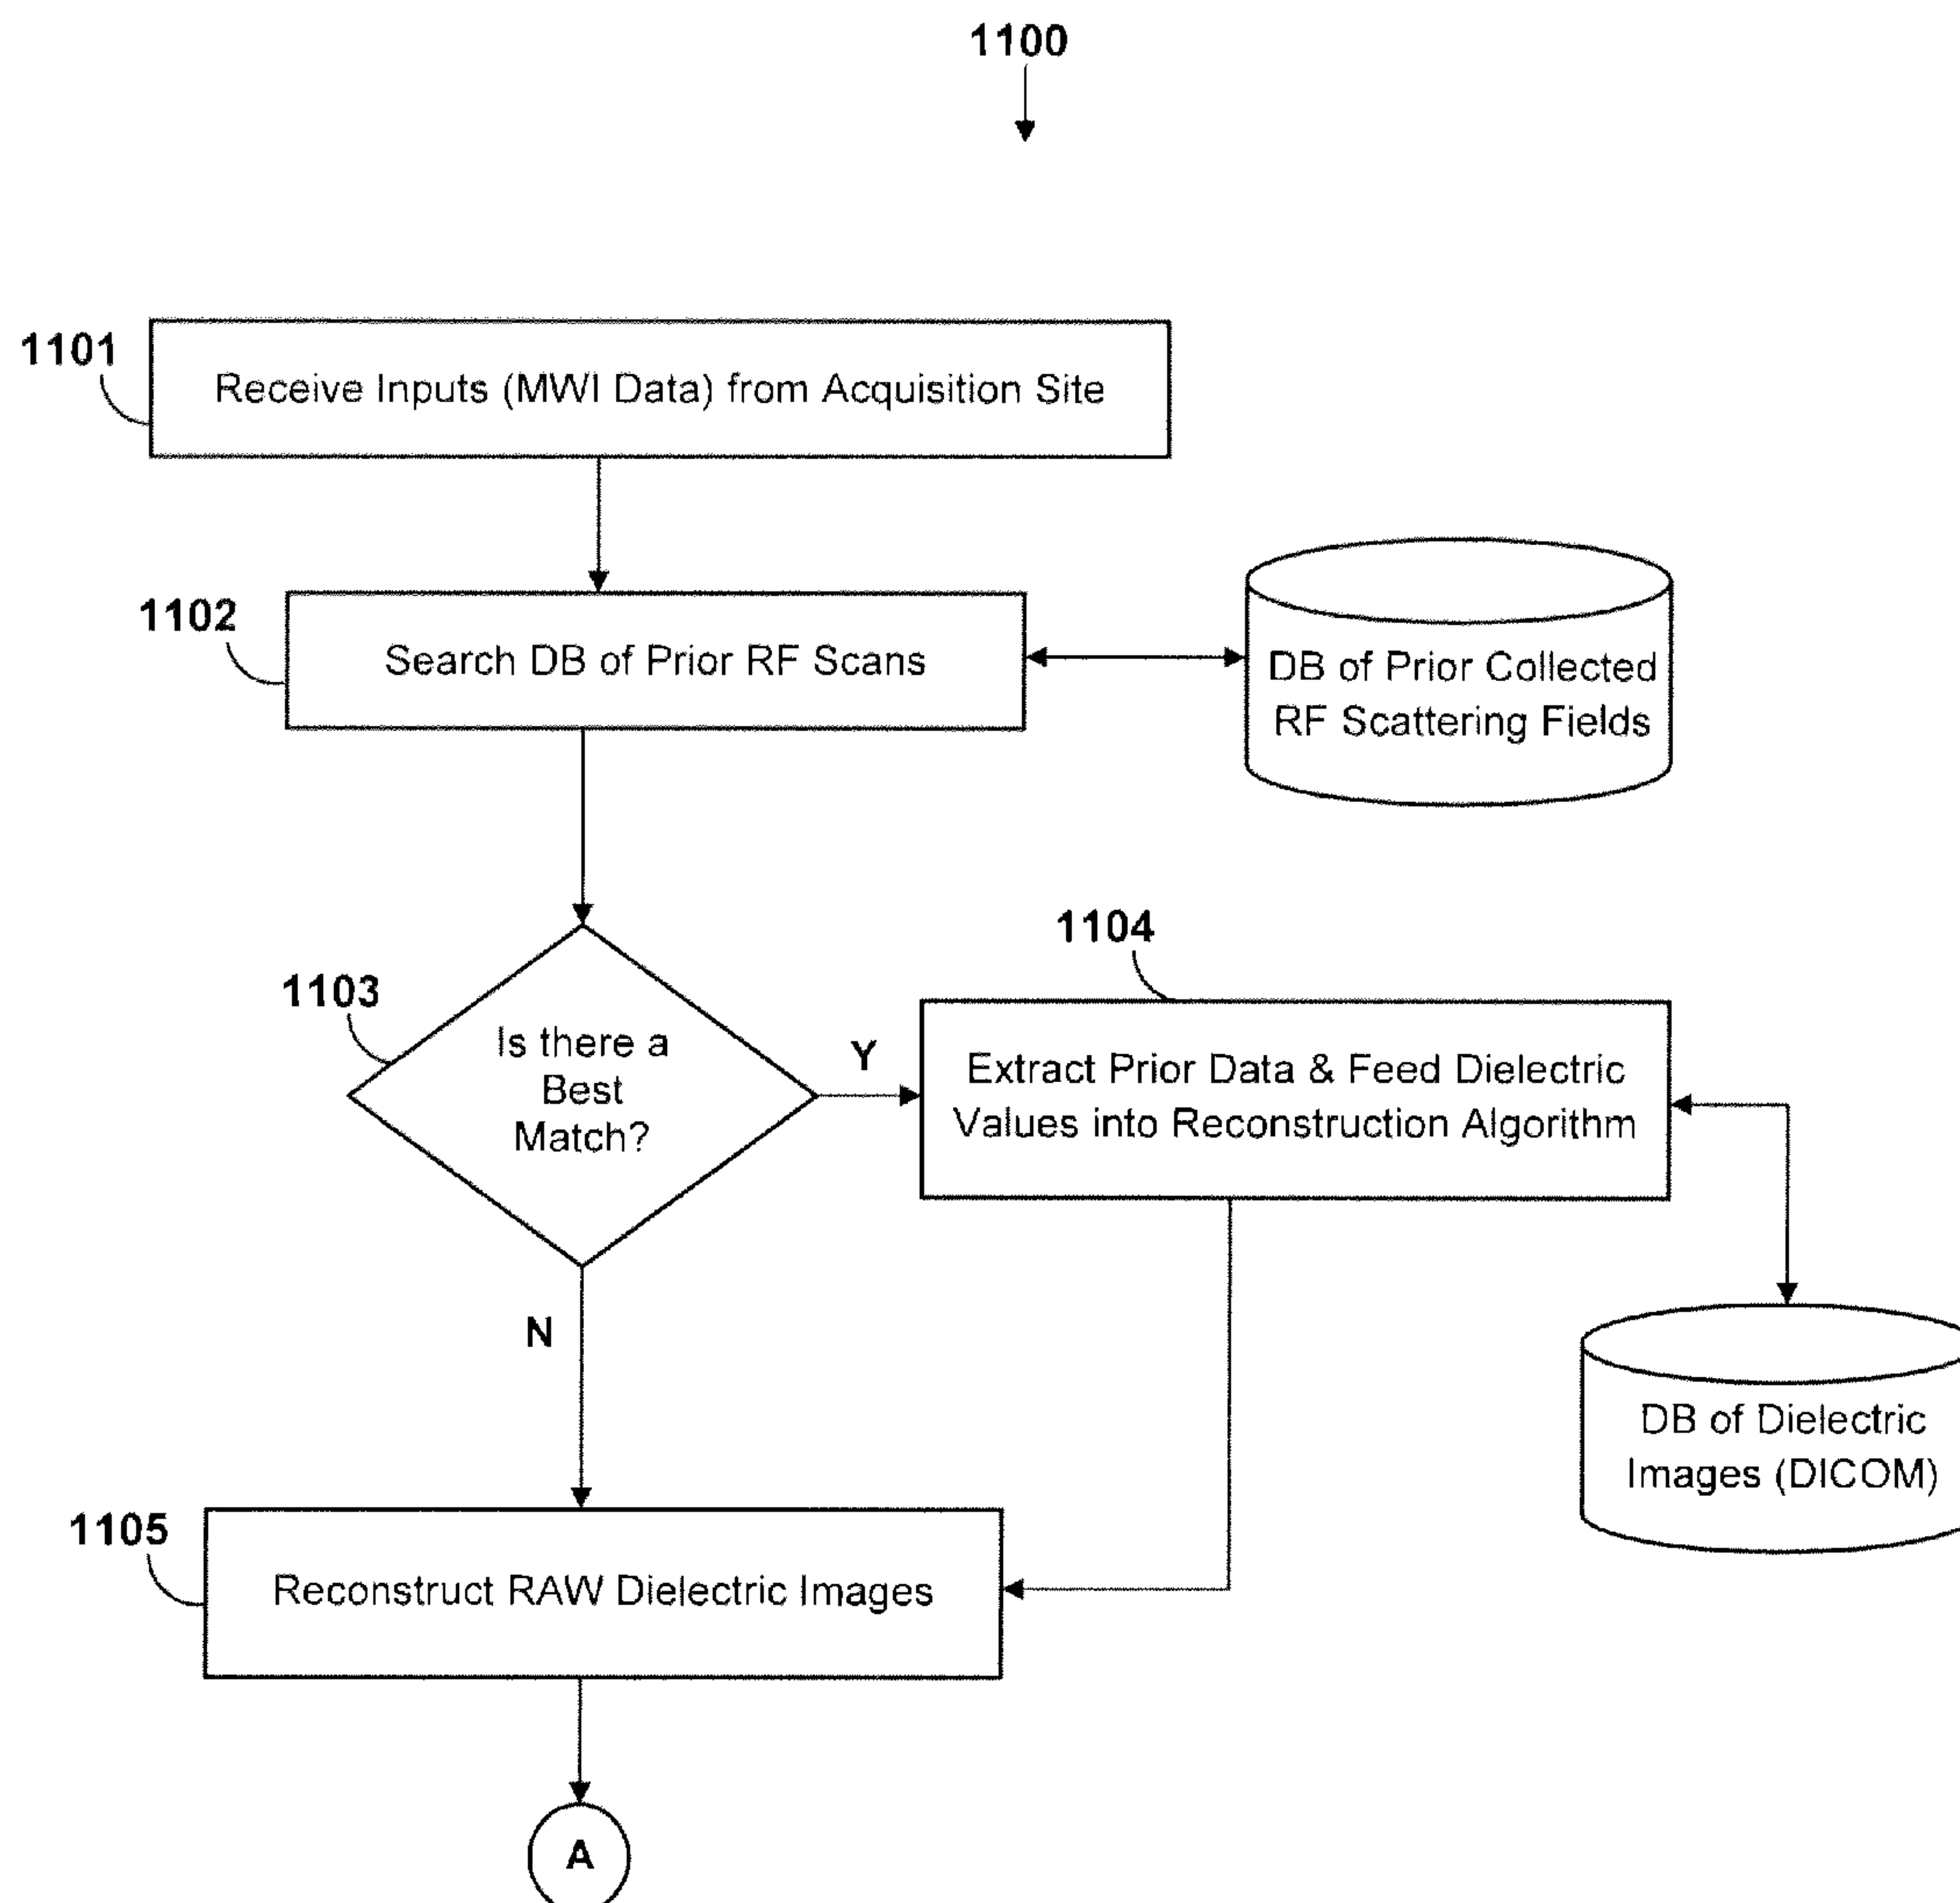 1100
1101
Receive Inputs (MWI Data) from Acquisition Site
1102
Search DB of Prior RF Scans
DB of Prior Collected
RF Scattering Fields
1103
Is there a
Best
Match?
Y
1104
Extract Prior Data & Feed Dielectric
Values into Reconstruction Algorithm
N
DB of Dielectric
Images (DICOM)
1105
Reconstruct RAW Dielectric Images
A